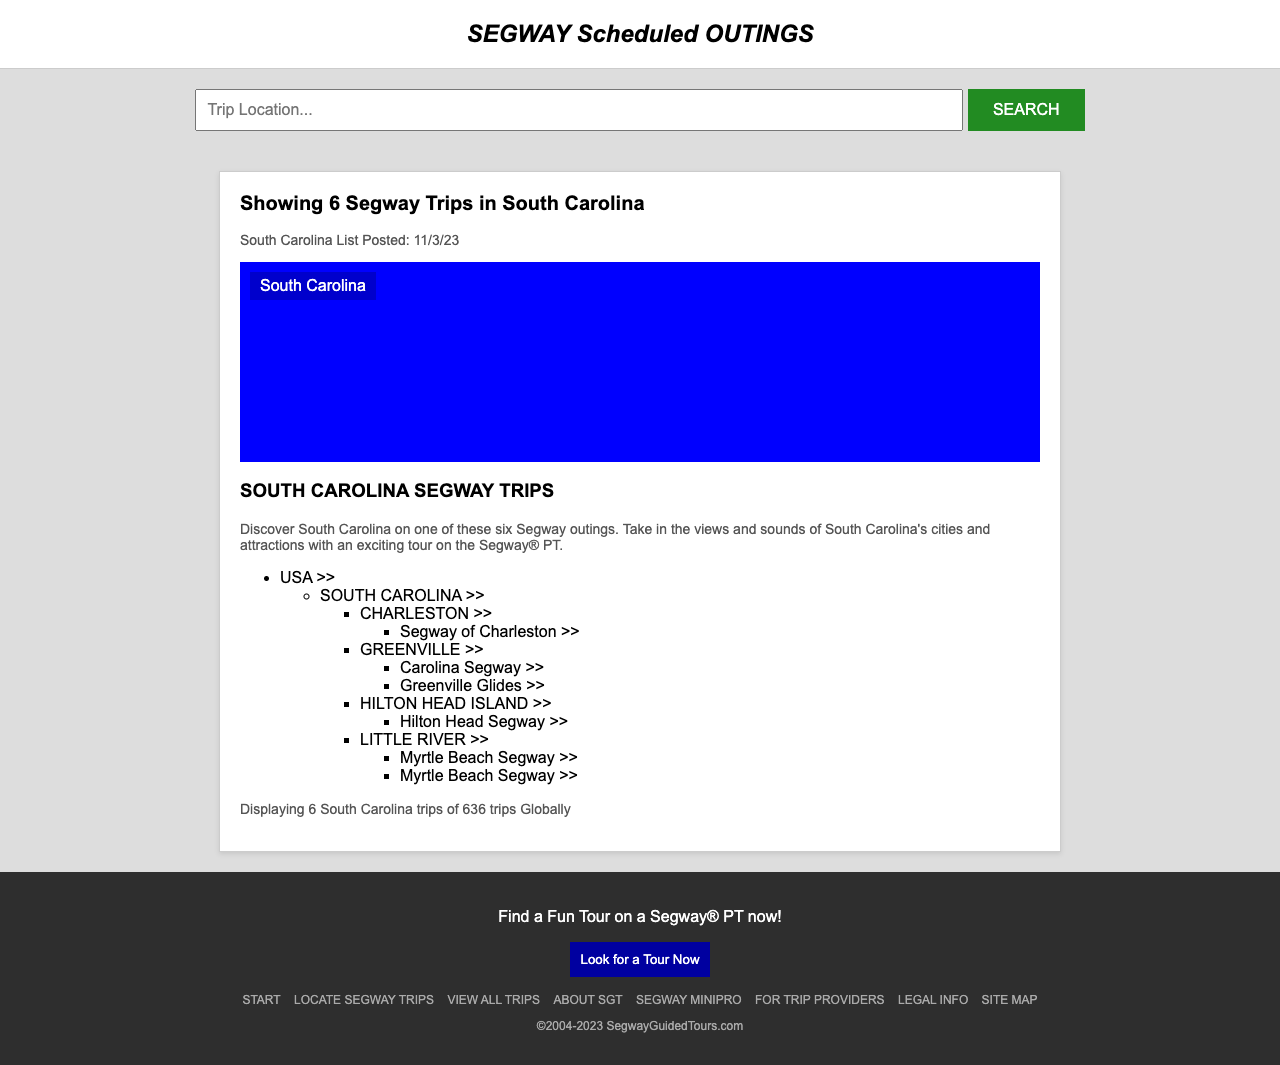 SEGWAY Scheduled OUTINGS
Trip Location...
SEARCH
Showing 6 Segway Trips in South Carolina
South Carolina List Posted: 11/3/23
South Carolina
SOUTH CAROLINA SEGWAY TRIPS
Discover South Carolina on one of these six Segway outings. Take in the views and sounds of South Carolina's cities and
attractions with an exciting tour on the Segway® PT.
USA >>
SOUTH CAROLINA >>
CHARLESTON >>
Segway of Charleston >>
GREENVILLE >>
Carolina Segway >>
Greenville Glides >>
HILTON HEAD ISLAND >>
Hilton Head Segway >>
LITTLE RIVER >>
Myrtle Beach Segway >>
Myrtle Beach Segway >>
Displaying 6 South Carolina trips of 636 trips Globally
Find a Fun Tour on a Segway® PT now!
Look for a Tour Now
START LOCATE SEGWAY TRIPS VIEW ALL TRIPS ABOUT SGT SEGWAY MINIPRO FOR TRIP PROVIDERS LEGAL INFO SITE MAP
©2004-2023 SegwayGuidedTours.com